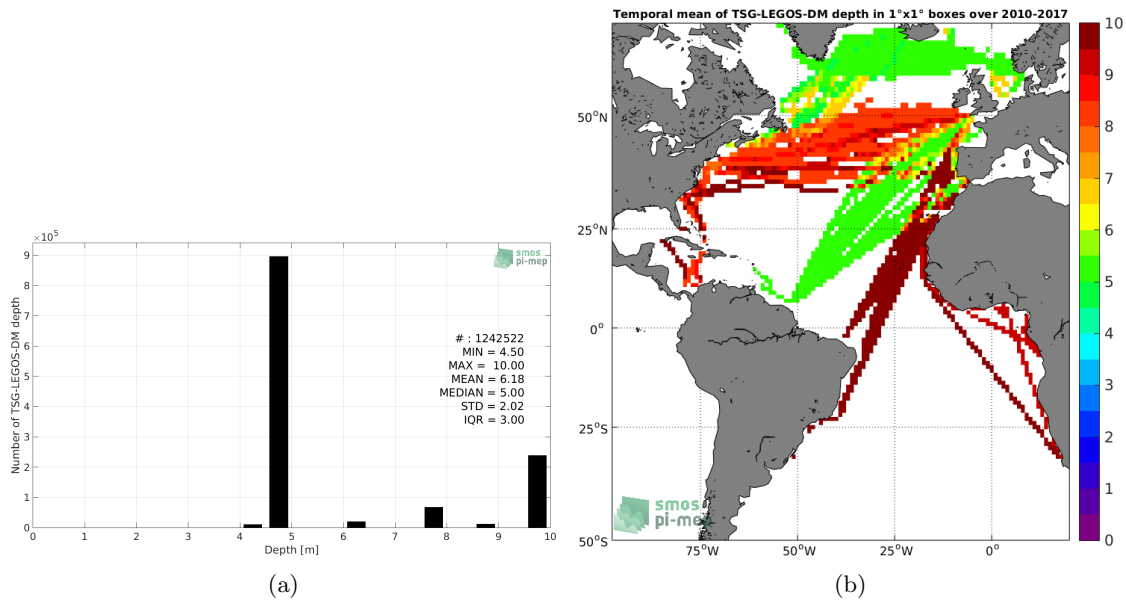 ×10⁵
9
8
7
6
5
4
3
2
1
0
Number of TSG-LEGOS-DM depth
smos
pi-mep
# : 1242522
MIN = 4.50
MAX = 10.00
MEAN = 6.18
MEDIAN = 5.00
STD = 2.02
IQR = 3.00
0 1 2 3 4 5 6 7 8 9 10
Depth [m]
(a)
Temporal mean of TSG-LEGOS-DM depth in 1°x1° boxes over 2010-2017
50°N
25°N
0°
25°S
50°S
75°W 50°W 25°W 0°
smos
pi-mep
10
9
8
7
6
5
4
3
2
1
0
(b)